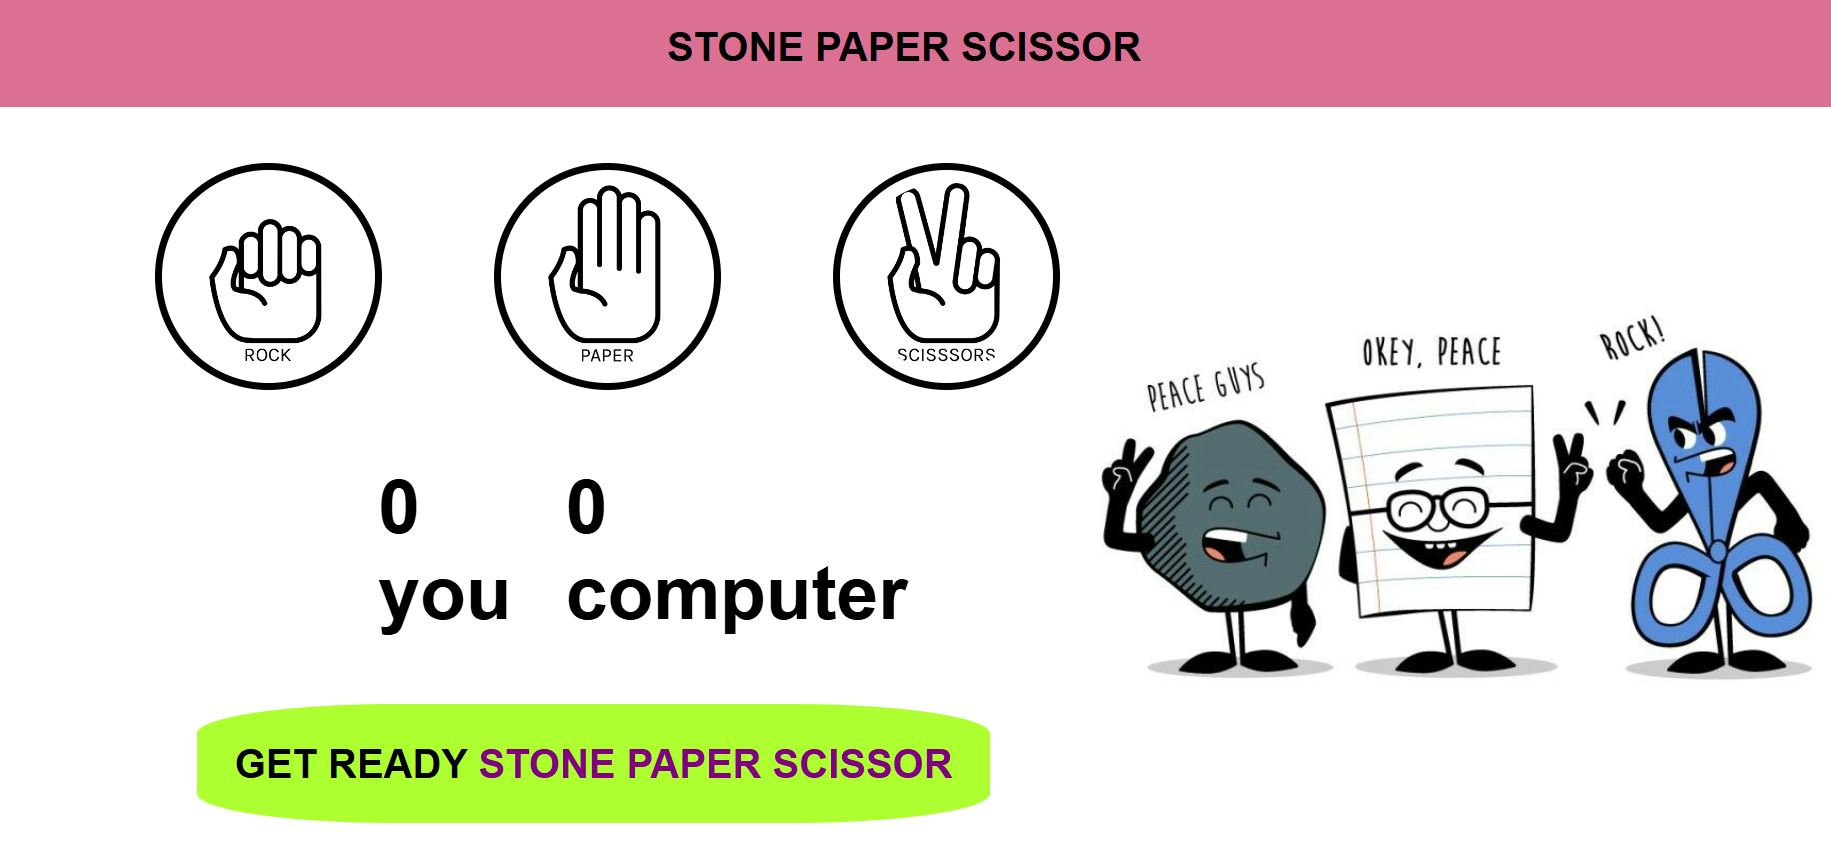 STONE PAPER SCISSOR
ROCK
PAPER
SCISSSORS
PEACE GUYS
OKEY, PEACE
ROCK!
0 0
you computer
GET READY STONE PAPER SCISSOR